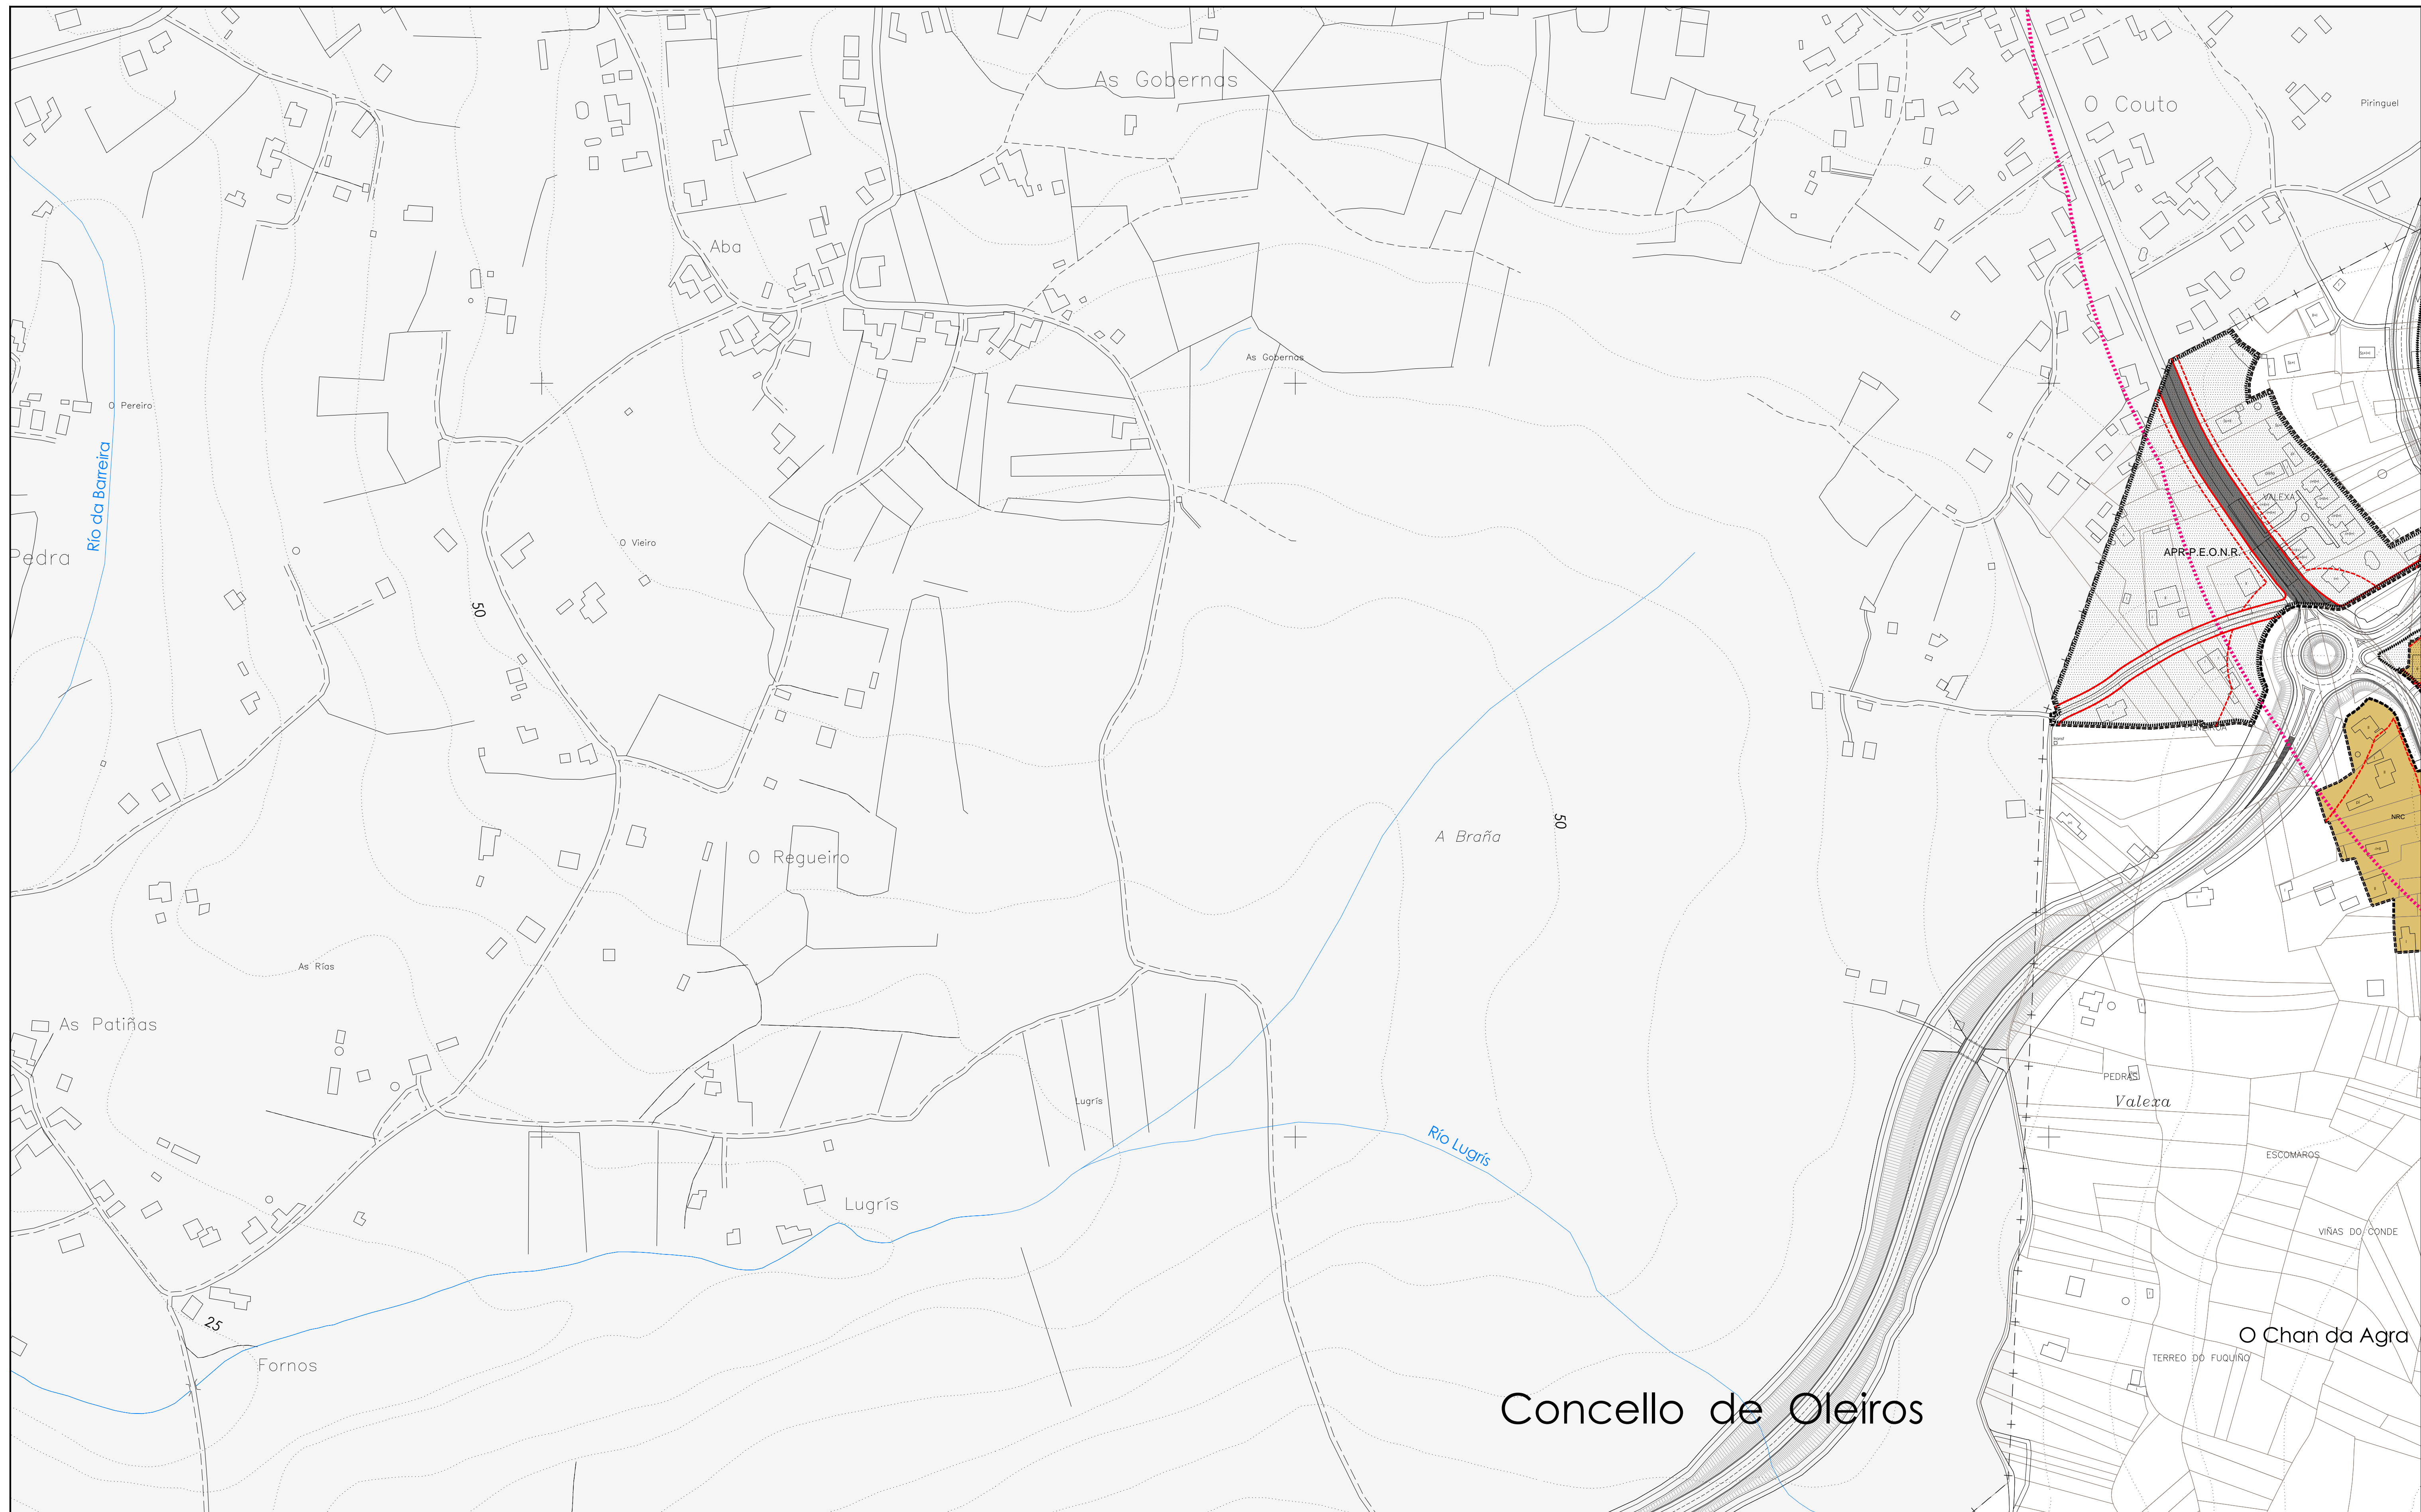 As Gobernas
O Couto
Piringuel
Aba
As Gobernas
O Pereiro
Río da Barreira
VALEXA
O Vieiro
Pedra
APR-P.E.O.N.R.
50
PENARUA
NRC
50
A Braña
O Regueiro
As Rías
As Patiñas
PEDRAS
Lugrís
Valexa
Río Lugrís
ESCOMAROS
Lugrís
VIÑAS DO CONDE
25
O Chan da Agra
TERREO DO FUQUIÑO
Fornos
Concello de Oleiros